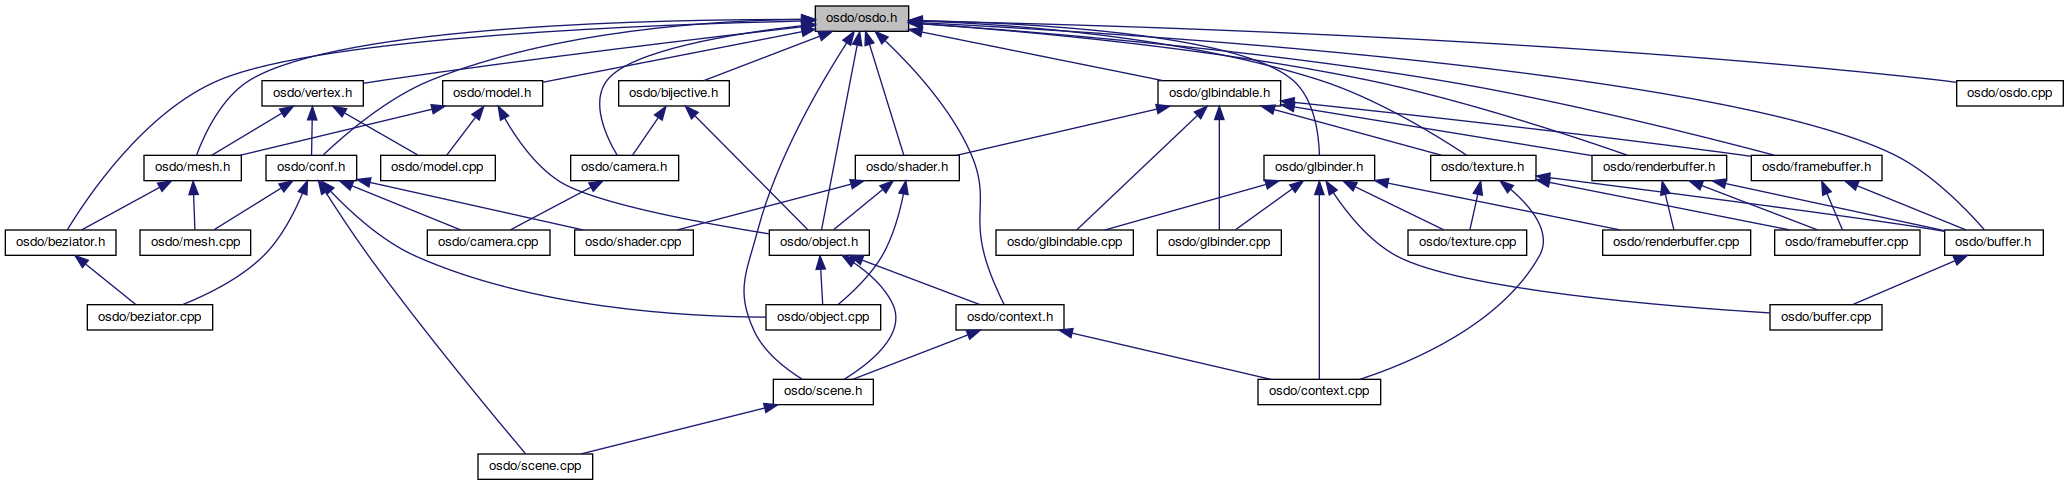 osdo/osdo.h
osdo/vertex.h
osdo/model.h
osdo/bijective.h
osdo/glbindable.h
osdo/osdo.cpp
osdo/mesh.h
osdo/conf.h
osdo/model.cpp
osdo/camera.h
osdo/shader.h
osdo/glbinder.h
osdo/texture.h
osdo/renderbuffer.h
osdo/framebuffer.h
osdo/beziator.h
osdo/mesh.cpp
osdo/camera.cpp
osdo/shader.cpp
osdo/object.h
osdo/glbindable.cpp
osdo/glbinder.cpp
osdo/texture.cpp
osdo/renderbuffer.cpp
osdo/framebuffer.cpp
osdo/buffer.h
osdo/beziator.cpp
osdo/object.cpp
osdo/context.h
osdo/buffer.cpp
osdo/scene.h
osdo/context.cpp
osdo/scene.cpp